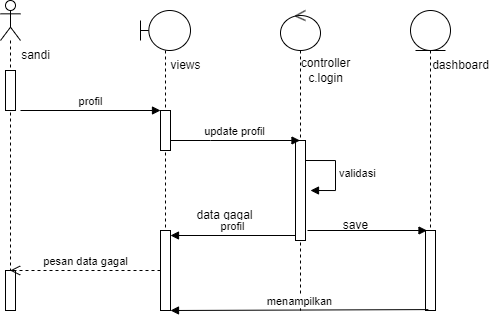 sandi
views
controller
c.login
dashboard
profil
update profil
validasi
data gagal
profil
save
pesan data gagal
menampilkan